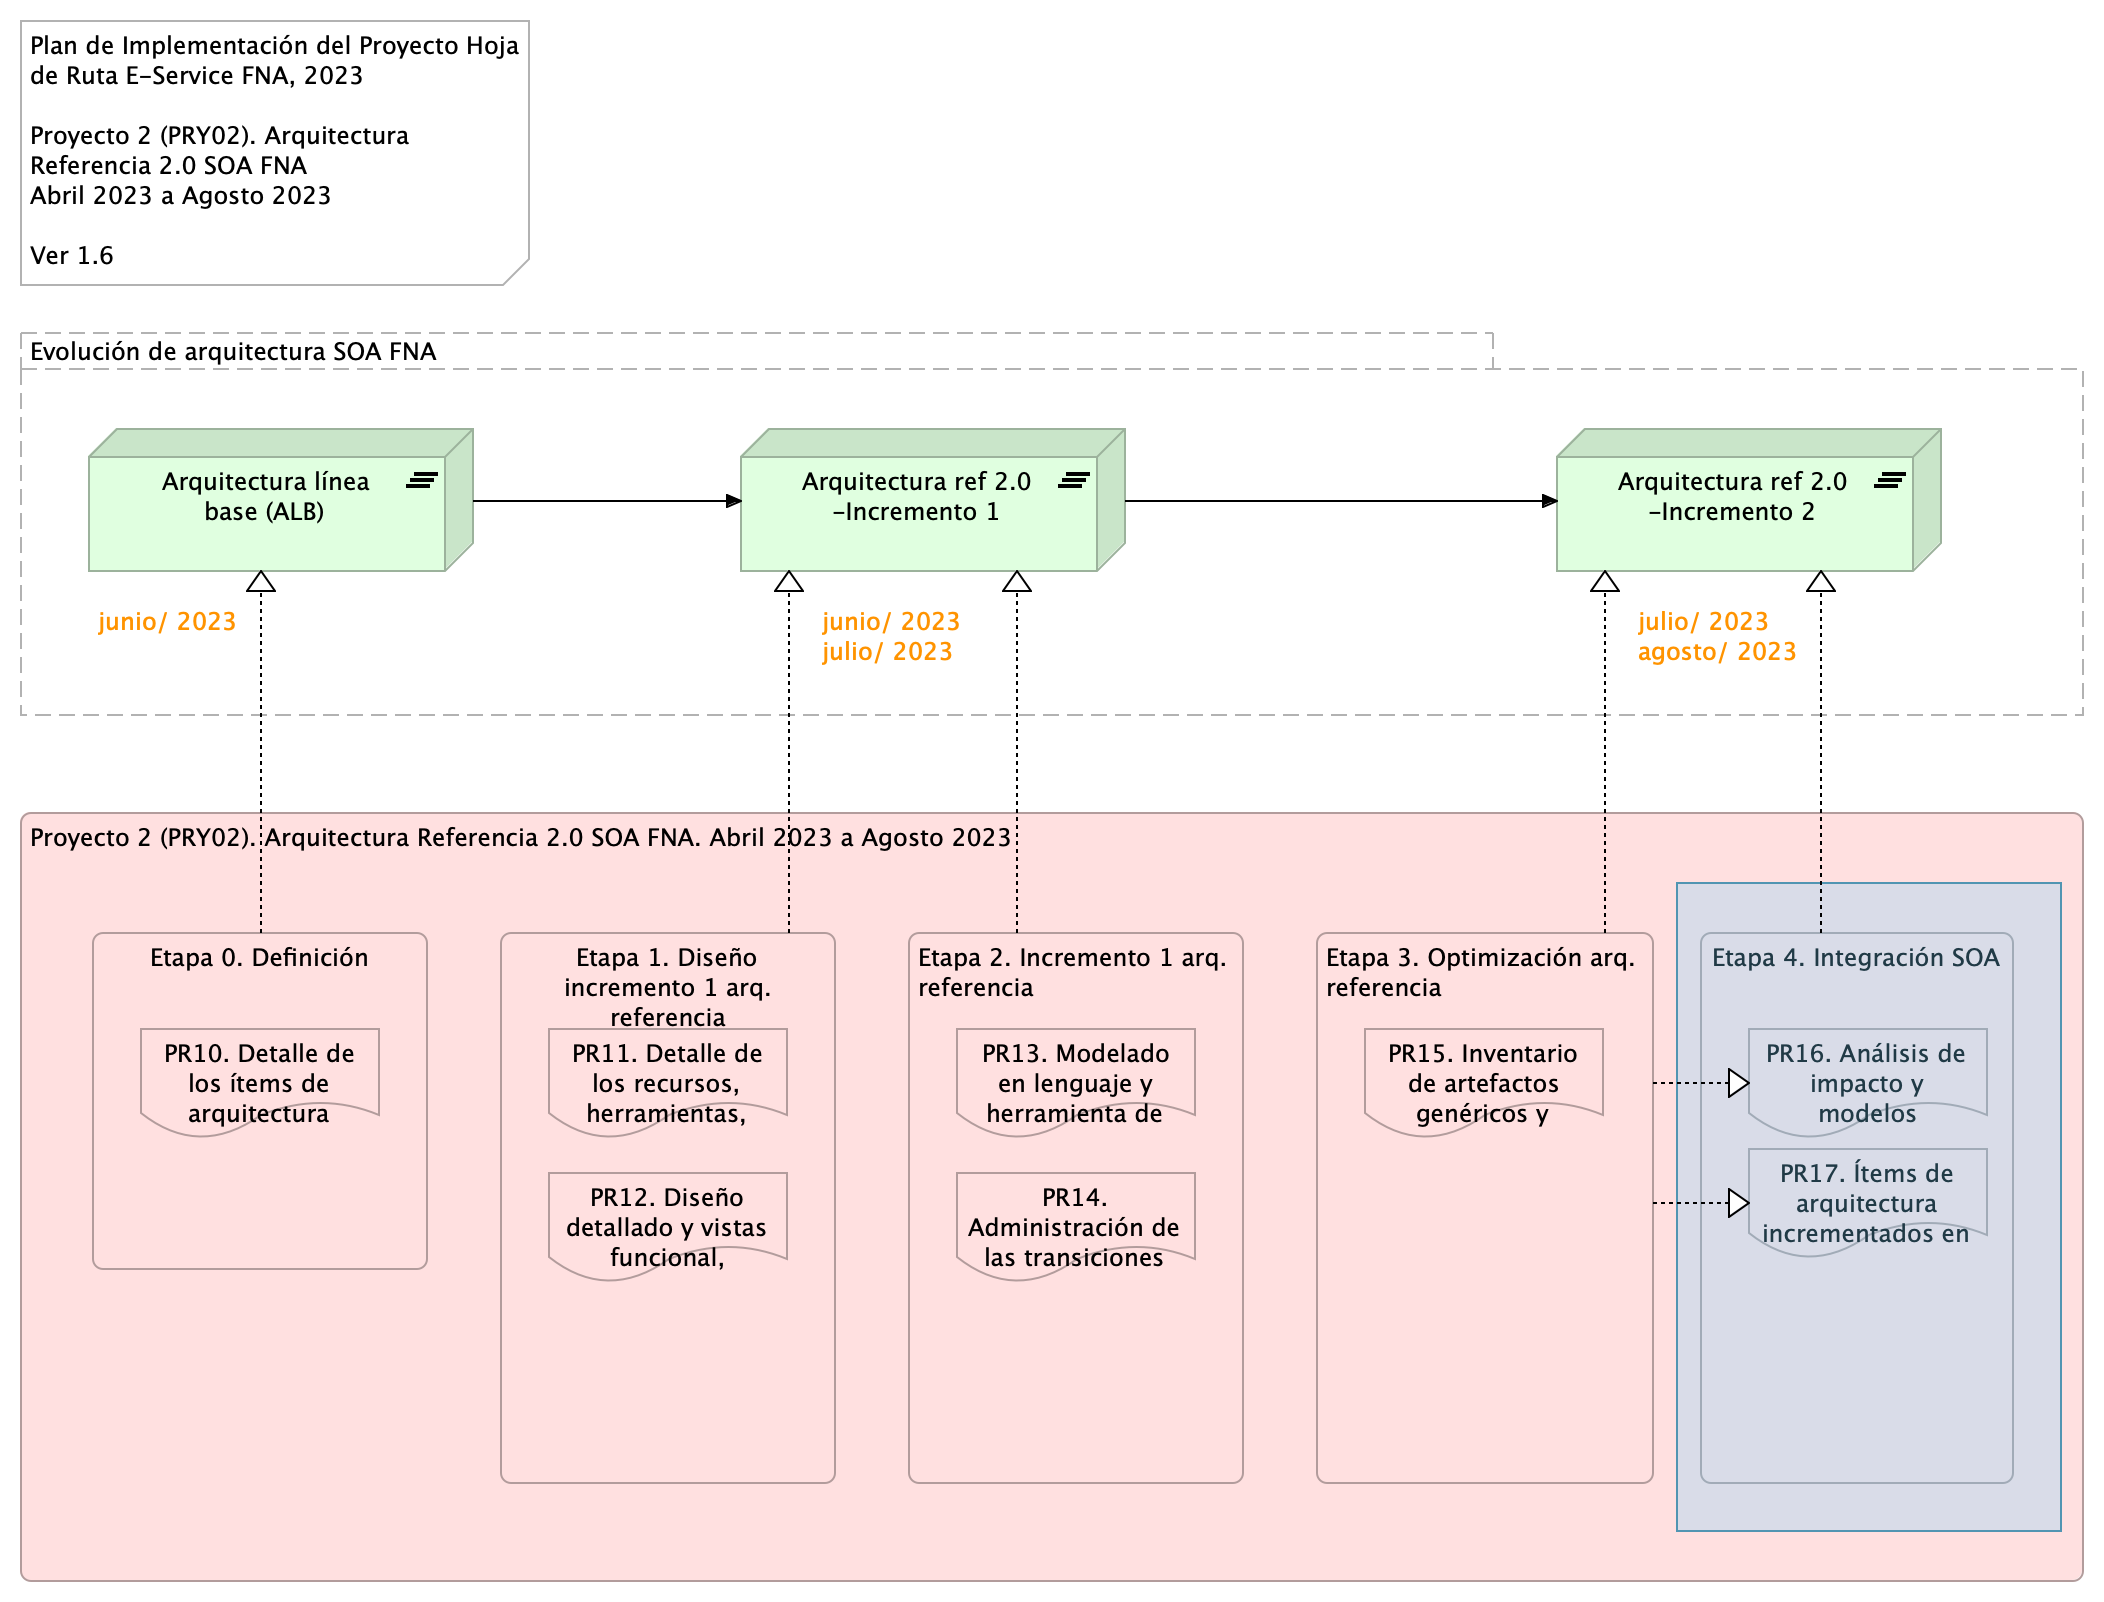 Plan de Implementación del Proyecto Hoja
de Ruta E-Service FNA, 2023
Proyecto 2 (PRY02). Arquitectura
Referencia 2.0 SOA FNA
Abril 2023 a Agosto 2023
Ver 1.6
Evolución de arquitectura SOA FNA
Arquitectura línea
base (ALB)
Arquitectura ref 2.0
-Incremento 1
Arquitectura ref 2.0
-Incremento 2
junio/ 2023
junio/ 2023
julio/ 2023
julio/ 2023
agosto/ 2023
Proyecto 2 (PRY02). Arquitectura Referencia 2.0 SOA FNA. Abril 2023 a Agosto 2023
Etapa 0. Definición
PR10. Detalle de
los ítems de
arquitectura
Etapa 1. Diseño
incremento 1 arq.
referencia
PR11. Detalle de
los recursos,
herramientas,
PR12. Diseño
detallado y vistas
funcional,
Etapa 2. Incremento 1 arq.
referencia
PR13. Modelado
en lenguaje y
herramienta de
PR14.
Administración de
las transiciones
Etapa 3. Optimización arq.
referencia
PR15. Inventario
de artefactos
genéricos y
Etapa 4. Integración SOA
PR16. Análisis de
impacto y
modelos
PR17. Ítems de
arquitectura
incrementados en